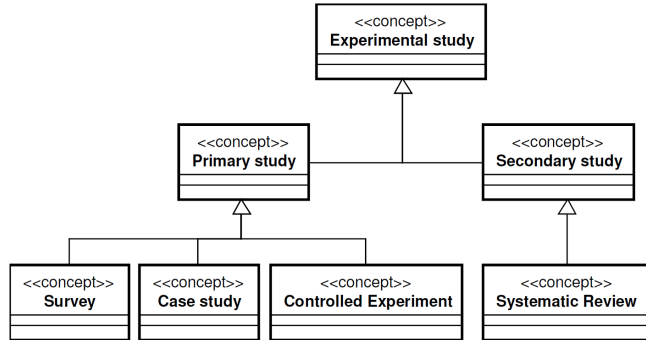 <<concept>>
Experimental study
<<concept>>
Primary study
<<concept>>
Secondary study
<<concept>>
Survey
<<concept>>
Case study
<<concept>>
Controlled Experiment
<<concept>>
Systematic Review